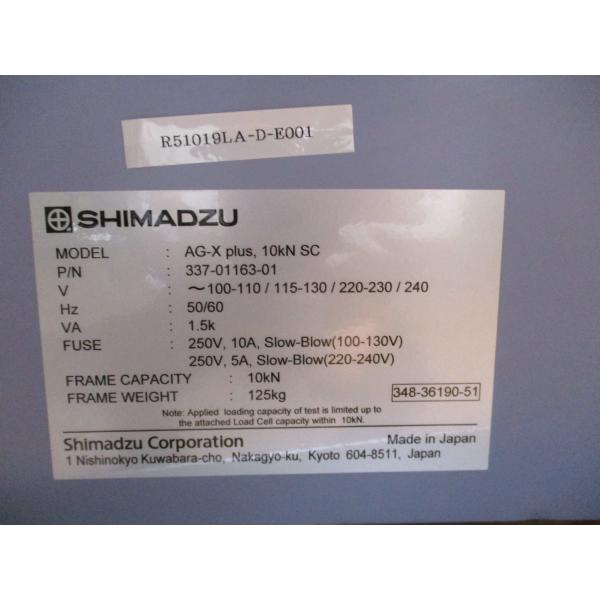 R51019LA-D-E001
SHIMADZU
MODEL : AG-X plus, 10kN SC
P/N : 337-01163-01
V : ～100-110 / 115-130 / 220-230 / 240
Hz : 50/60
VA : 1.5k
FUSE : 250V, 10A, Slow-Blow(100-130V)
250V, 5A, Slow-Blow(220-240V)
FRAME CAPACITY : 10kN
FRAME WEIGHT : 125kg 348-36190-51
Note: Applied loading capacity of test is limited up to
the attached Load Cell capacity within 10kN.
Shimadzu Corporation Made in Japan
1 Nishinokyo Kuwabara-cho, Nakagyo-ku, Kyoto 604-8511, Japan